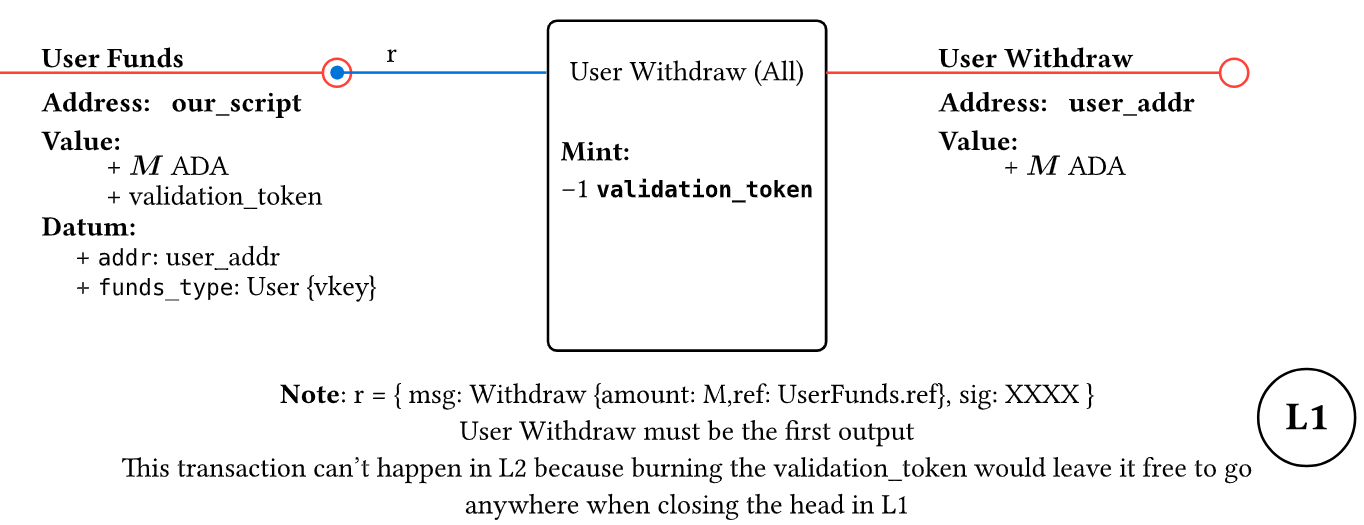 User Funds
r
User Withdraw (All)
User Withdraw
Address: our_script
Address: user_addr
Value:
Value:
+ M ADA
+ M ADA
+ validation_token
Mint:
−1 validation_token
Datum:
+ addr: user_addr
+ funds_type: User {vkey}
Note: r = { msg: Withdraw {amount: M,ref: UserFunds.ref}, sig: XXXX }
User Withdraw must be the first output
This transaction can't happen in L2 because burning the validation_token would leave it free to go
anywhere when closing the head in L1
L1